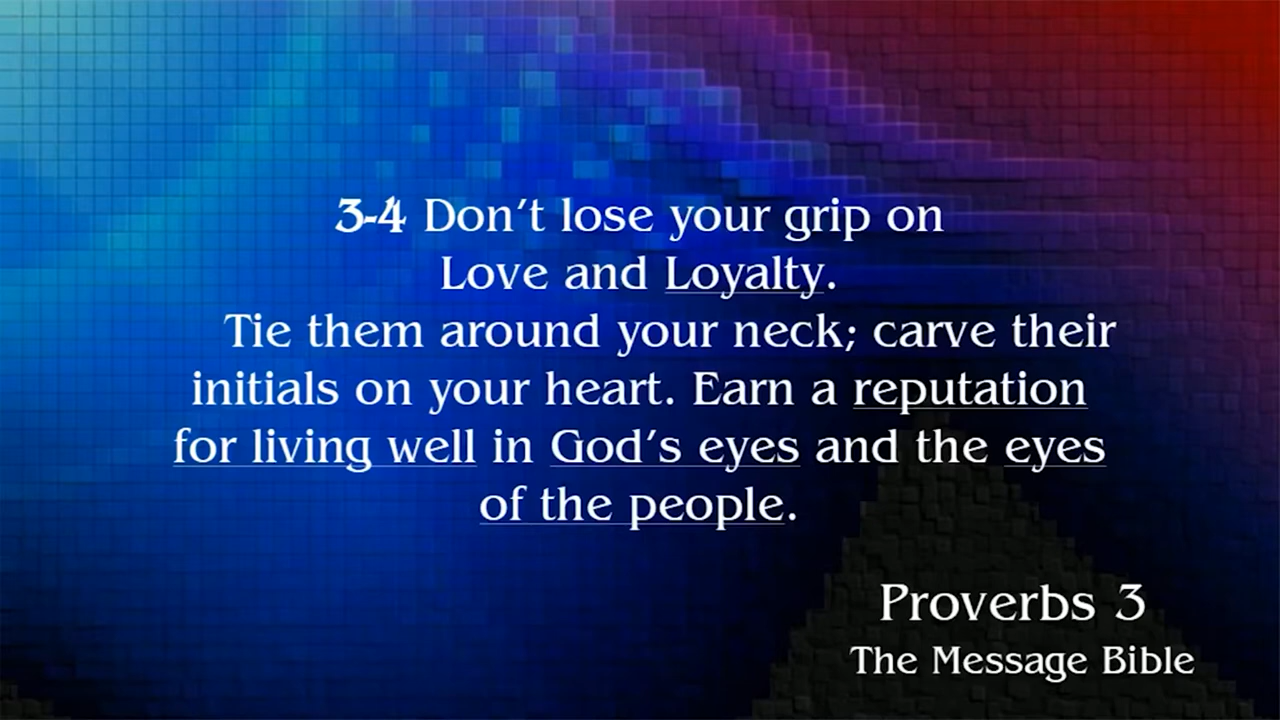 3-4 Don't lose your grip on
Love and Loyalty.
Tie them around your neck; carve their
initials on your heart. Earn a reputation
for living well in God's eyes and the eyes
of the people.
Proverbs 3
The Message Bible